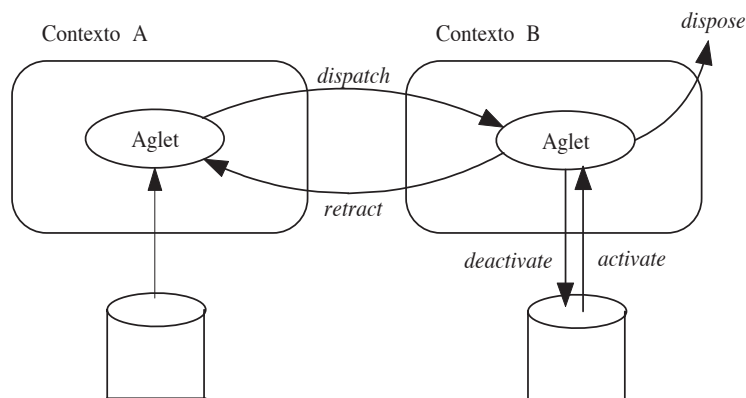 dispose
Contexto A
Contexto B
dispatch
Aglet
Aglet
retract
deactivate
activate